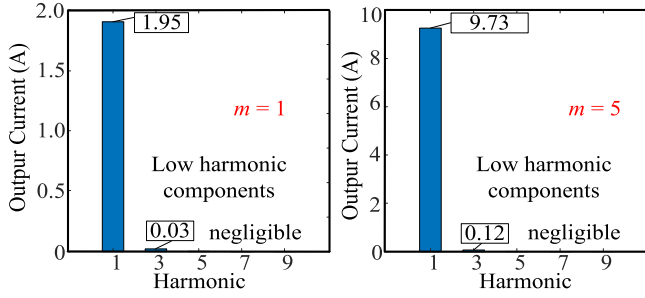 2.0
1.5
1.0
0.5
0
Outpur Current (A)
1.95
m = 1
Low harmonic
components
0.03
negligible
1 3 5 7 9
Harmonic
10
8
6
4
2
0
Outpur Current (A)
9.73
m = 5
Low harmonic
components
0.12
negligible
1 3 5 7 9
Harmonic